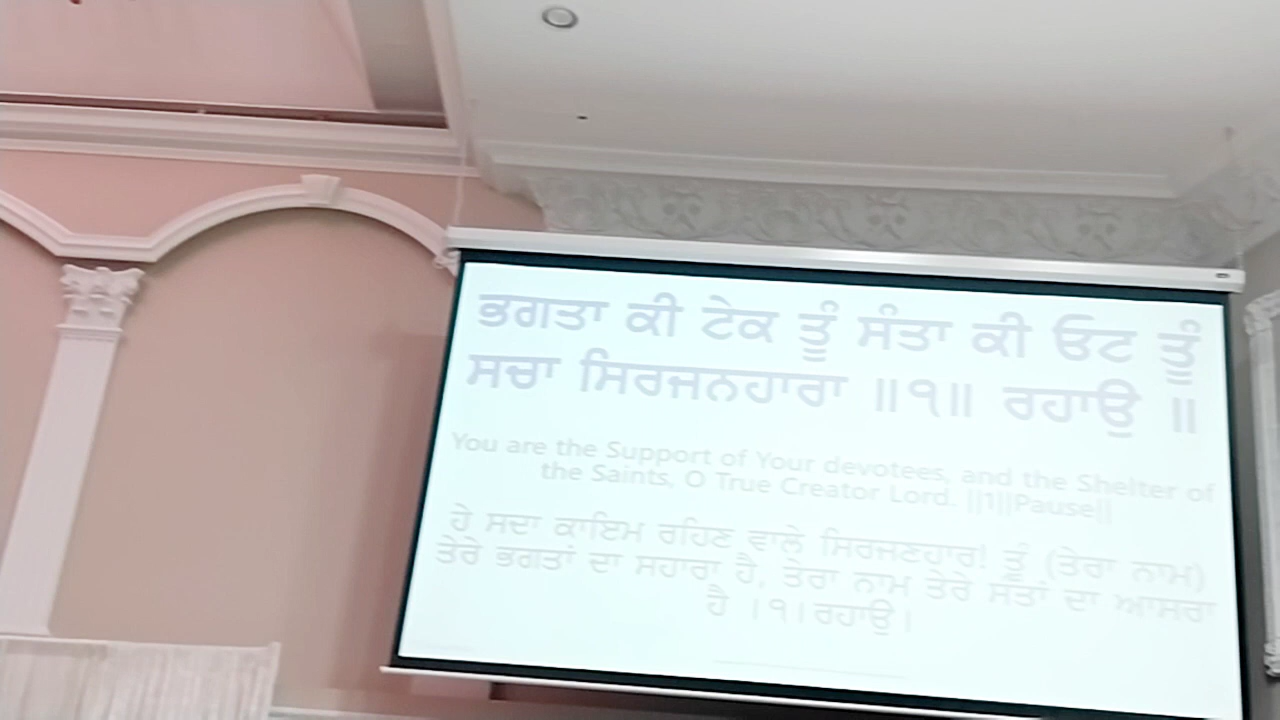 ਭਗਤਾ ਕੀ ਟੇਕ ਤੂੰ ਸੰਤਾ ਕੀ ਓਟ ਤੂੰ
ਸਚਾ ਸਿਰਜਨਹਾਰਾ ॥੧॥ ਰਹਾਉ ॥
You are the Support of Your devotees, and the Shelter of
the Saints, O True Creator Lord. ||1||Pause||
ਹੇ ਸਦਾ ਕਾਇਮ ਰਹਿਣ ਵਾਲੇ ਸਿਰਜਣਹਾਰ! ਤੂੰ (ਤੇਰਾ ਨਾਮ)
ਤੇਰੇ ਭਗਤਾਂ ਦਾ ਸਹਾਰਾ ਹੈ, ਤੇਰਾ ਨਾਮ ਤੇਰੇ ਸੰਤਾਂ ਦਾ ਆਸਰਾ
ਹੈ ।੧।ਰਹਾਉ।